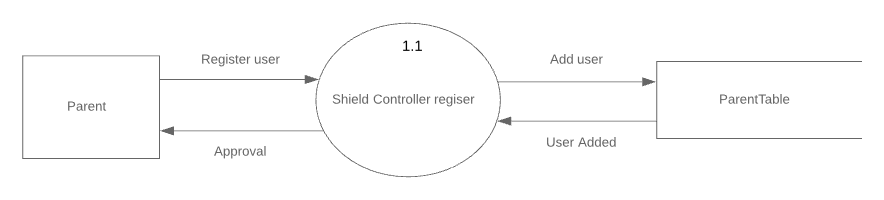 1.1
Register user
Add user
Parent
Shield Controller regiser
ParentTable
Approval
User Added